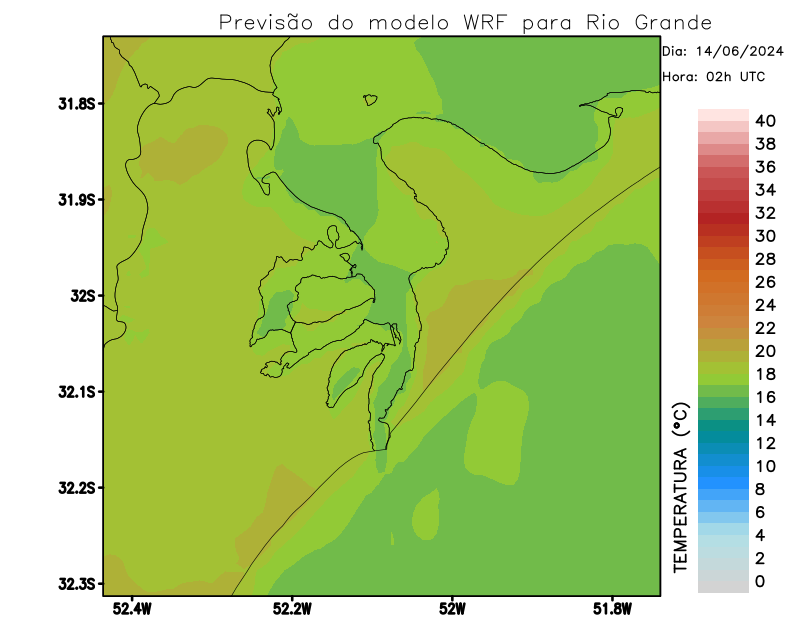 Previsão do modelo WRF para Rio Grande
Dia: 14/06/2024
Hora: 02h UTC
31.8S
31.9S
32S
32.1S
32.2S
32.3S
52.4W
52.2W
52W
51.8W
TEMPERATURA (°C)
40
38
36
34
32
30
28
26
24
22
20
18
16
14
12
10
8
6
4
2
0